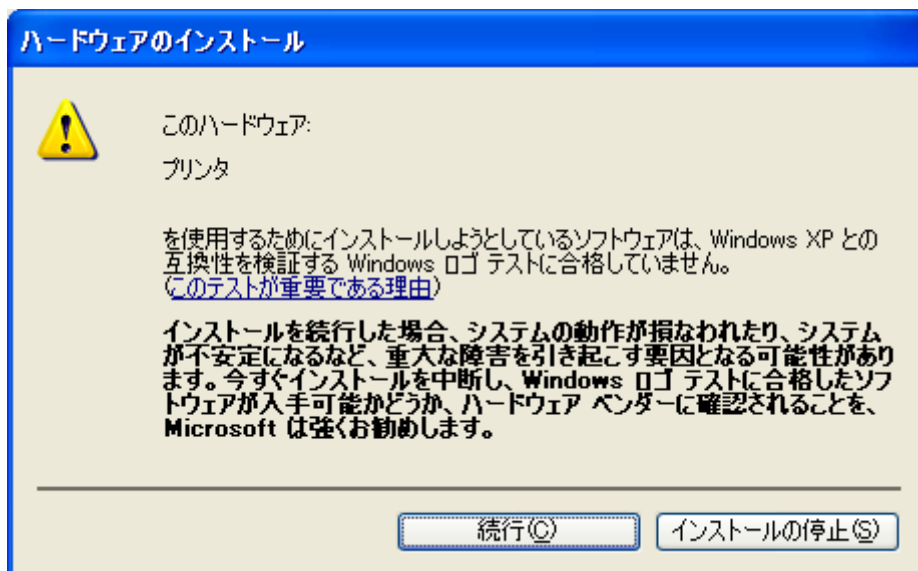 ハードウェアのインストール
このハードウェア:
プリンタ
を使用するためにインストールしようとしているソフトウェアは、Windows XP との
互換性を検証する Windows ロゴ テストに合格していません。
(このテストが重要である理由)
インストールを続行した場合、システムの動作が損なわれたり、システム
が不安定になるなど、重大な障害を引き起こす要因となる可能性があり
ます。今すぐインストールを中断し、Windows ロゴ テストに合格したソフ
トウェアが入手可能かどうか、ハードウェア ベンダーに確認されることを、
Microsoft は強くお勧めします。
続行(C)
インストールの停止(S)